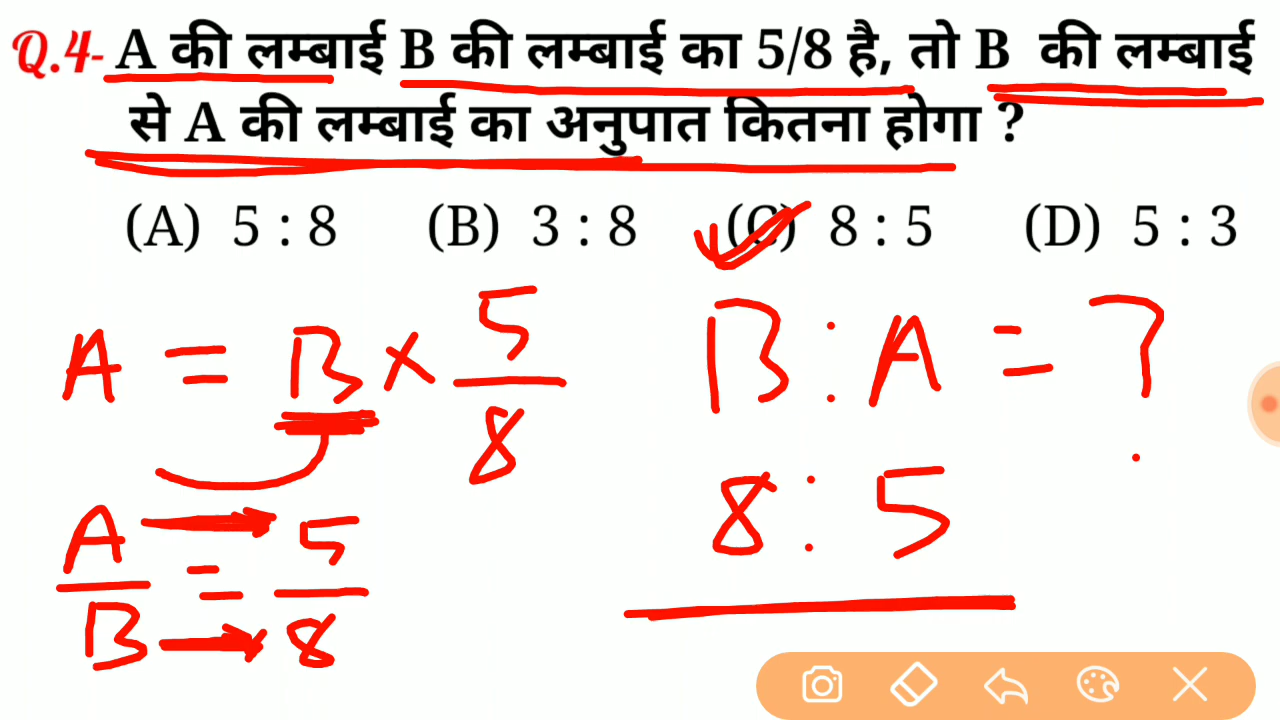 Q.4- A की लम्बाई B की लम्बाई का 5/8 है, तो B की लम्बाई
से A की लम्बाई का अनुपात कितना होगा ?
(A) 5 : 8 (B) 3 : 8 (C) 8 : 5 (D) 5 : 3
A = B × 5/8
B : A = ?
8 : 5
A/B = 5/8